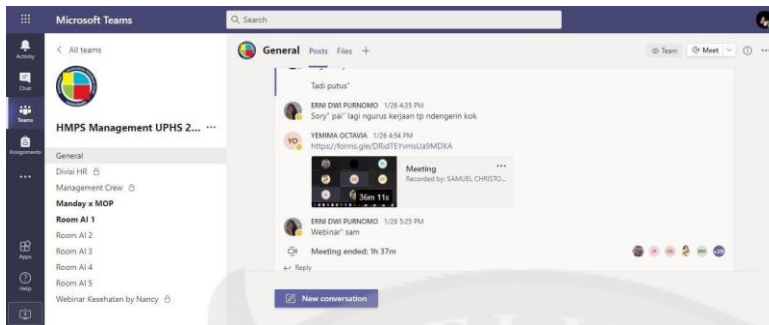 Microsoft Teams
Search
Activity
Chat
Teams
Assignments
Apps
Help
< All teams
HMPS Management UPHS 2... ...
General
Divisi HR
Management Crew
Manday x MOP
Room AI 1
Room AI 2
Room AI 3
Room AI 4
Room AI 5
Webinar Kesehatan by Nancy
General Posts Files +
Team
Meet
Tadi putus"
ERNI DWI PURNOMO 1/26 4:35 PM
Sory" pai" lagi ngurus kerjaan tp ndengerin kok
YO
YEMIMA OCTAVIA 1/26 4:54 PM
https://forms.gle/DRidTEYvmsUa9MDXA
Meeting ...
Recorded by: SAMUEL CHRISTO...
36m 11s
ERNI DWI PURNOMO 1/26 5:25 PM
Webinar" sam
Meeting ended: 1h 37m
Reply
New conversation